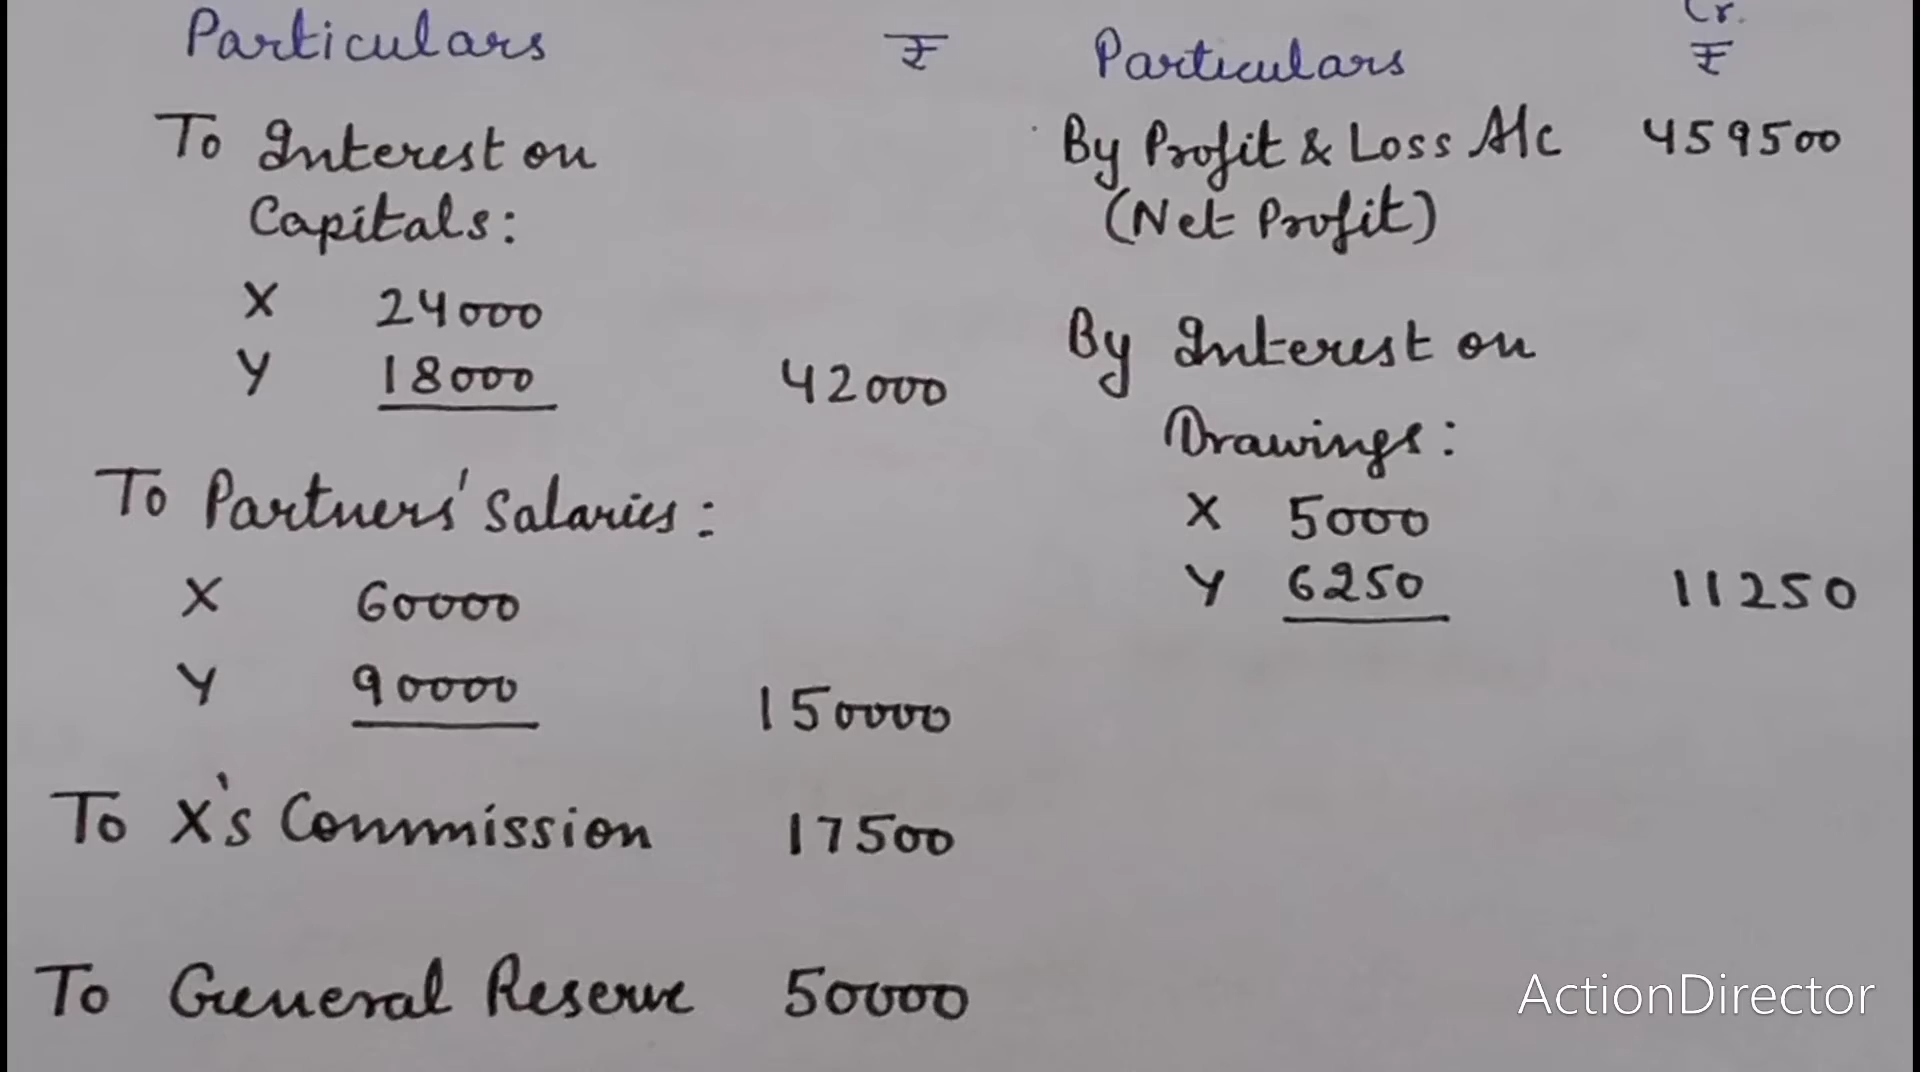 Particulars ₹
To Interest on
Capitals:
X 24000
Y 18000 42000
To Partners' Salaries:
X 60000
Y 90000 150000
To X's Commission 17500
To General Reserve 50000
Cr.
Particulars ₹
By Profit & Loss A/c 459500
(Net Profit)
By Interest on
Drawings:
X 5000
Y 6250 11250
ActionDirector